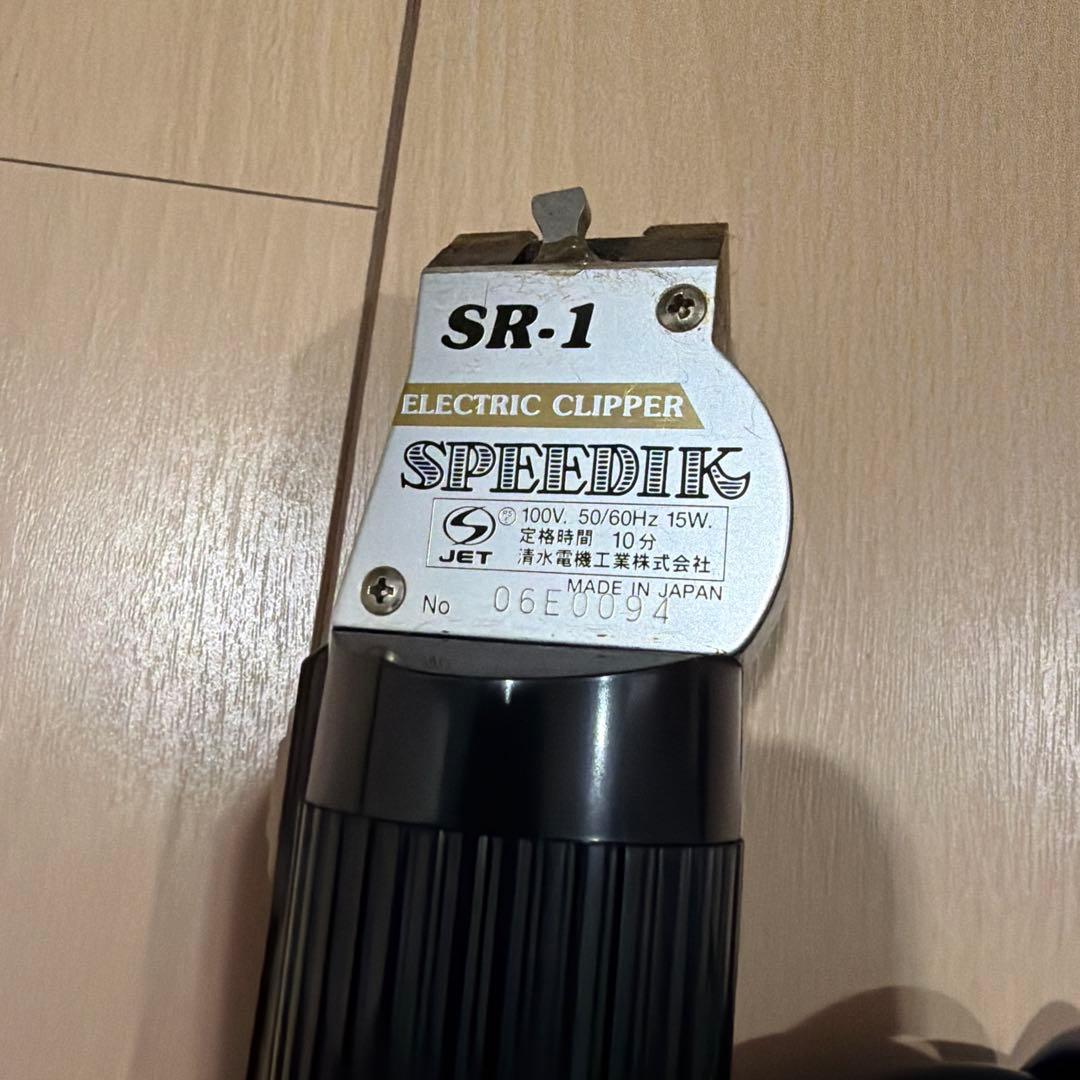 SR-1
ELECTRIC CLIPPER
SPEEDIK
JET
100V. 50/60Hz 15W.
定格時間 10分
清水電機工業株式会社
MADE IN JAPAN
No 06E0094